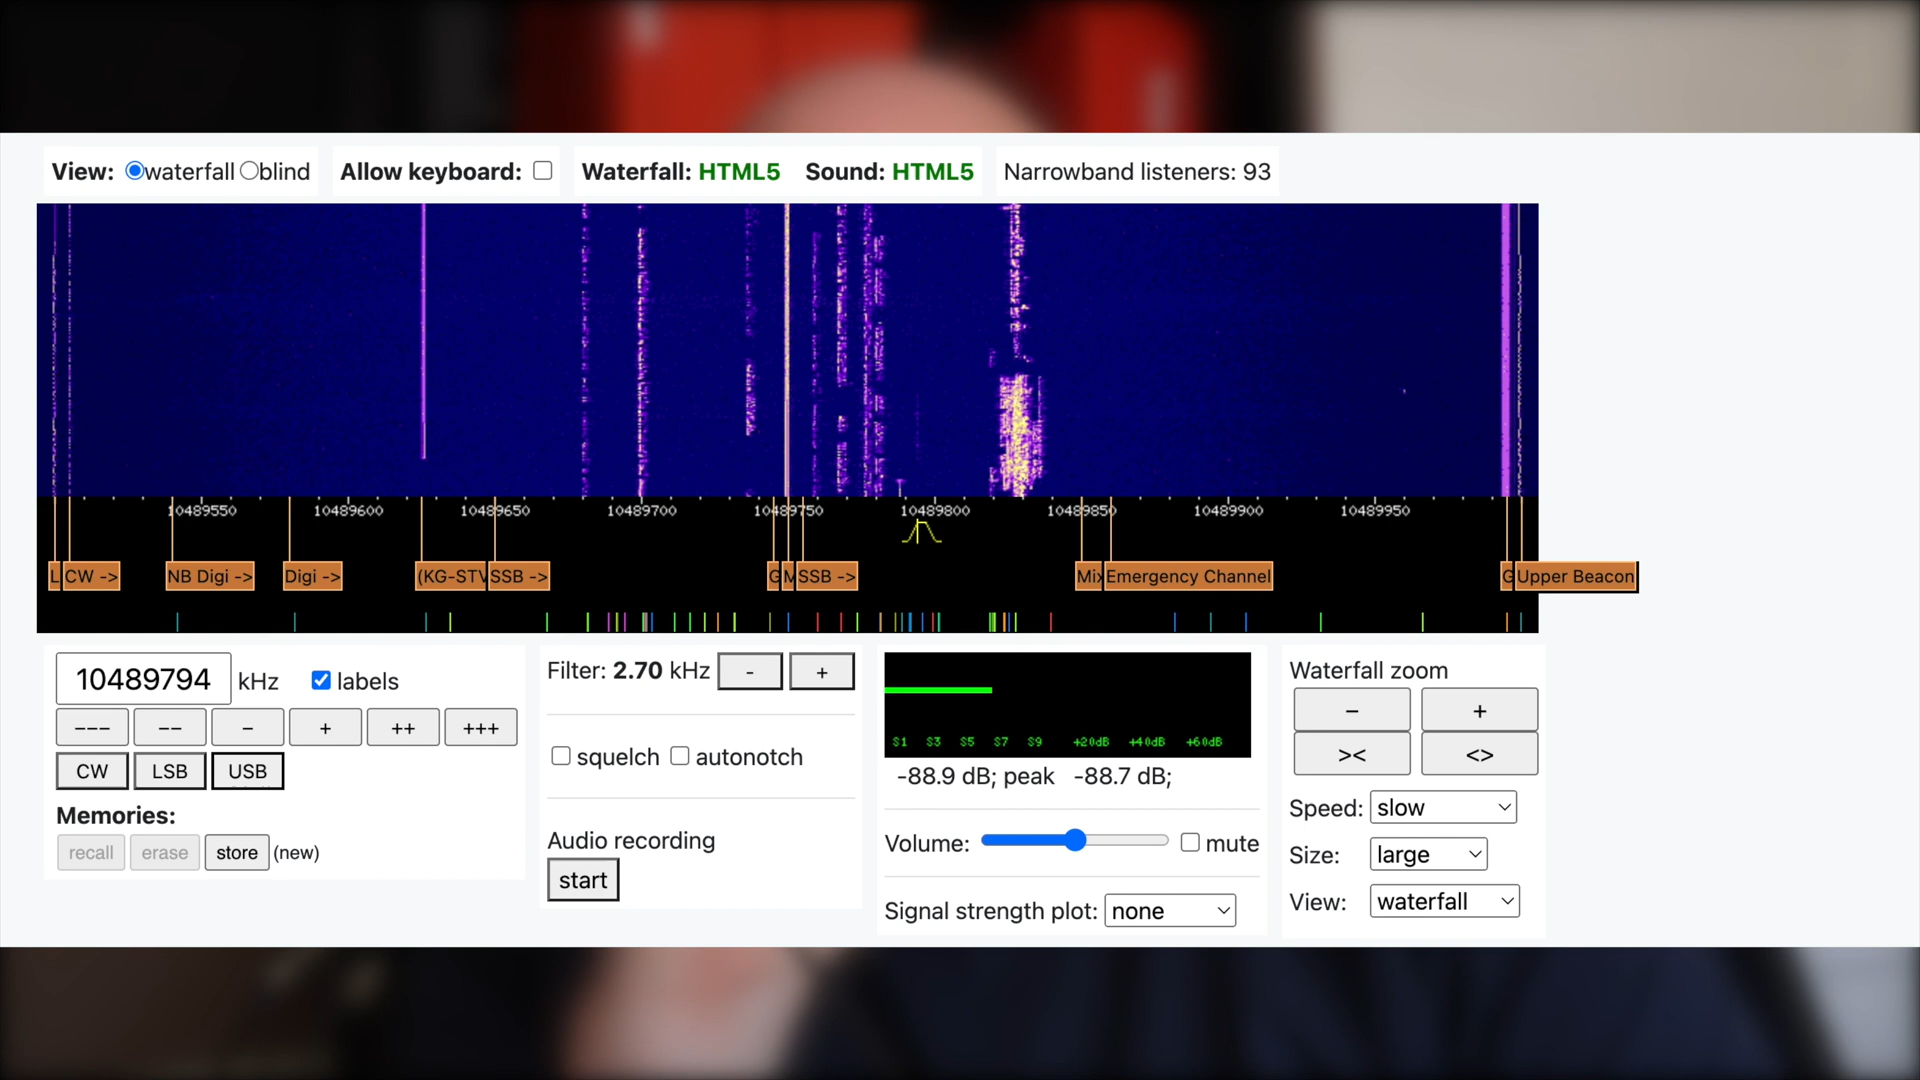 View: waterfall blind Allow keyboard: Waterfall: HTML5 Sound: HTML5 Narrowband listeners: 93
10489550 10489600 10489650 10489700 10489750 10489800 10489850 10489900 10489950
L CW -> NB Digi -> Digi -> (KG-STV SSB -> G M SSB -> Mix Emergency Channel G Upper Beacon
10489794 kHz labels
--- -- - + ++ +++
CW LSB USB
Memories:
recall erase store (new)
Filter: 2.70 kHz - +
squelch autonotch
Audio recording
start
S1 S3 S5 S7 S9 +20dB +40dB +60dB
-88.9 dB; peak -88.7 dB;
Volume: mute
Signal strength plot: none
Waterfall zoom
- +
>< <>
Speed: slow
Size: large
View: waterfall